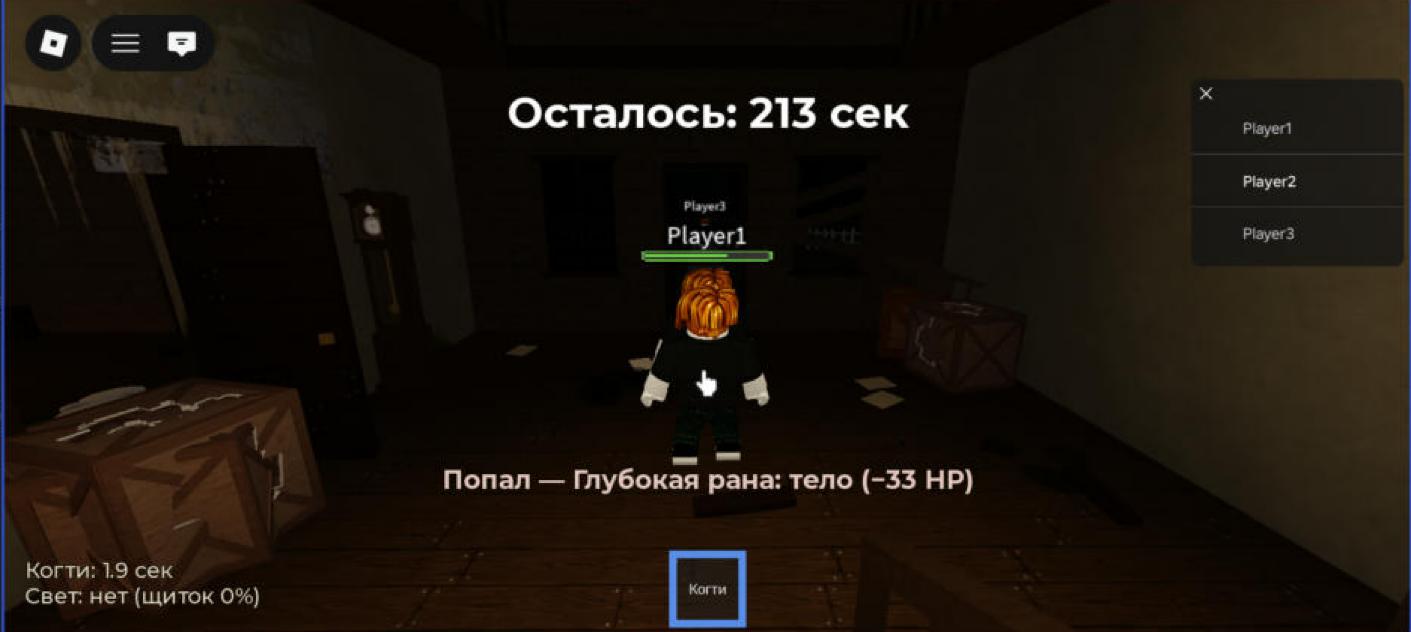 Осталось: 213 сек
Player1
Player2
Player3
Player3
Player1
Попал — Глубокая рана: тело (−33 HP)
Когти: 1.9 сек
Свет: нет (щиток 0%)
Когти